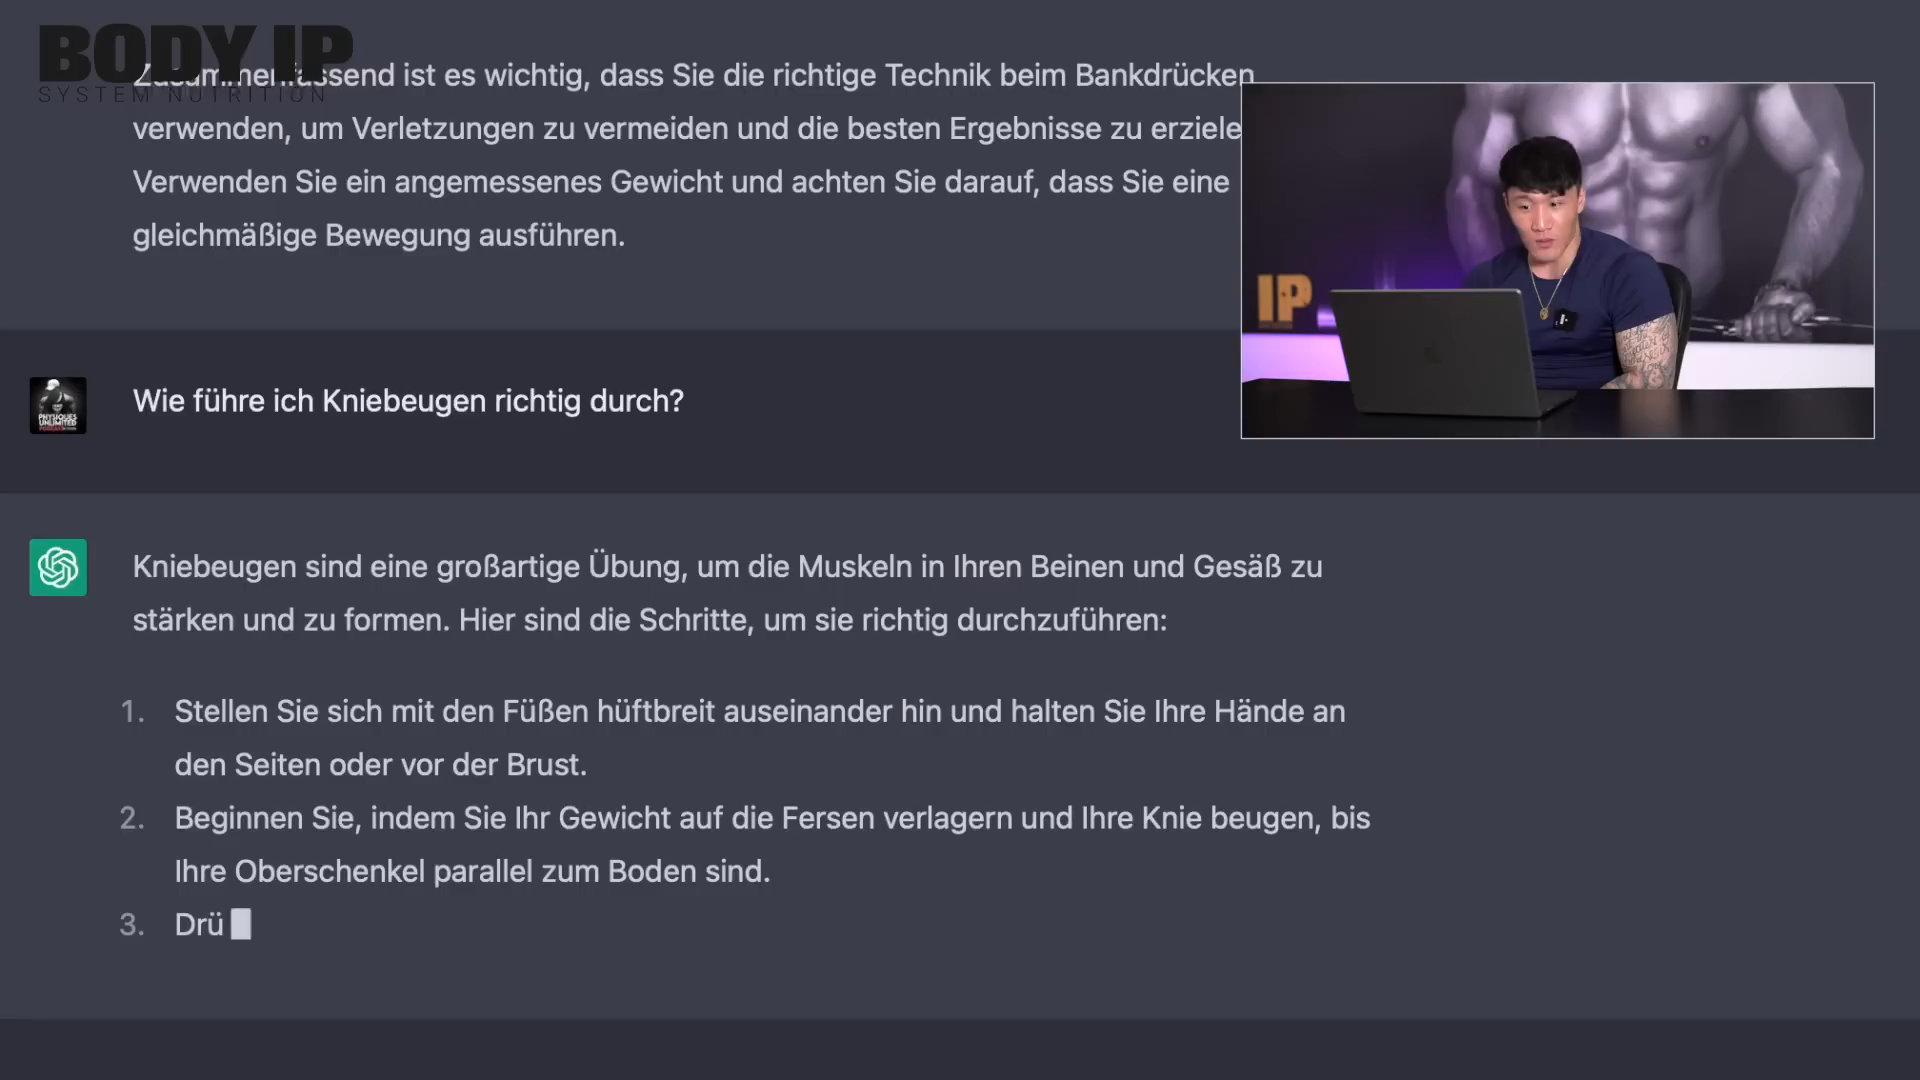 BODY IP
SYSTEM NUTRITION
Zusammenfassend ist es wichtig, dass Sie die richtige Technik beim Bankdrücken
verwenden, um Verletzungen zu vermeiden und die besten Ergebnisse zu erziele
Verwenden Sie ein angemessenes Gewicht und achten Sie darauf, dass Sie eine
gleichmäßige Bewegung ausführen.
IP
PHYSIQUES
UNLIMITED
PODCAST
Wie führe ich Kniebeugen richtig durch?
Kniebeugen sind eine großartige Übung, um die Muskeln in Ihren Beinen und Gesäß zu
stärken und zu formen. Hier sind die Schritte, um sie richtig durchzuführen:
1. Stellen Sie sich mit den Füßen hüftbreit auseinander hin und halten Sie Ihre Hände an
den Seiten oder vor der Brust.
2. Beginnen Sie, indem Sie Ihr Gewicht auf die Fersen verlagern und Ihre Knie beugen, bis
Ihre Oberschenkel parallel zum Boden sind.
3. Drü